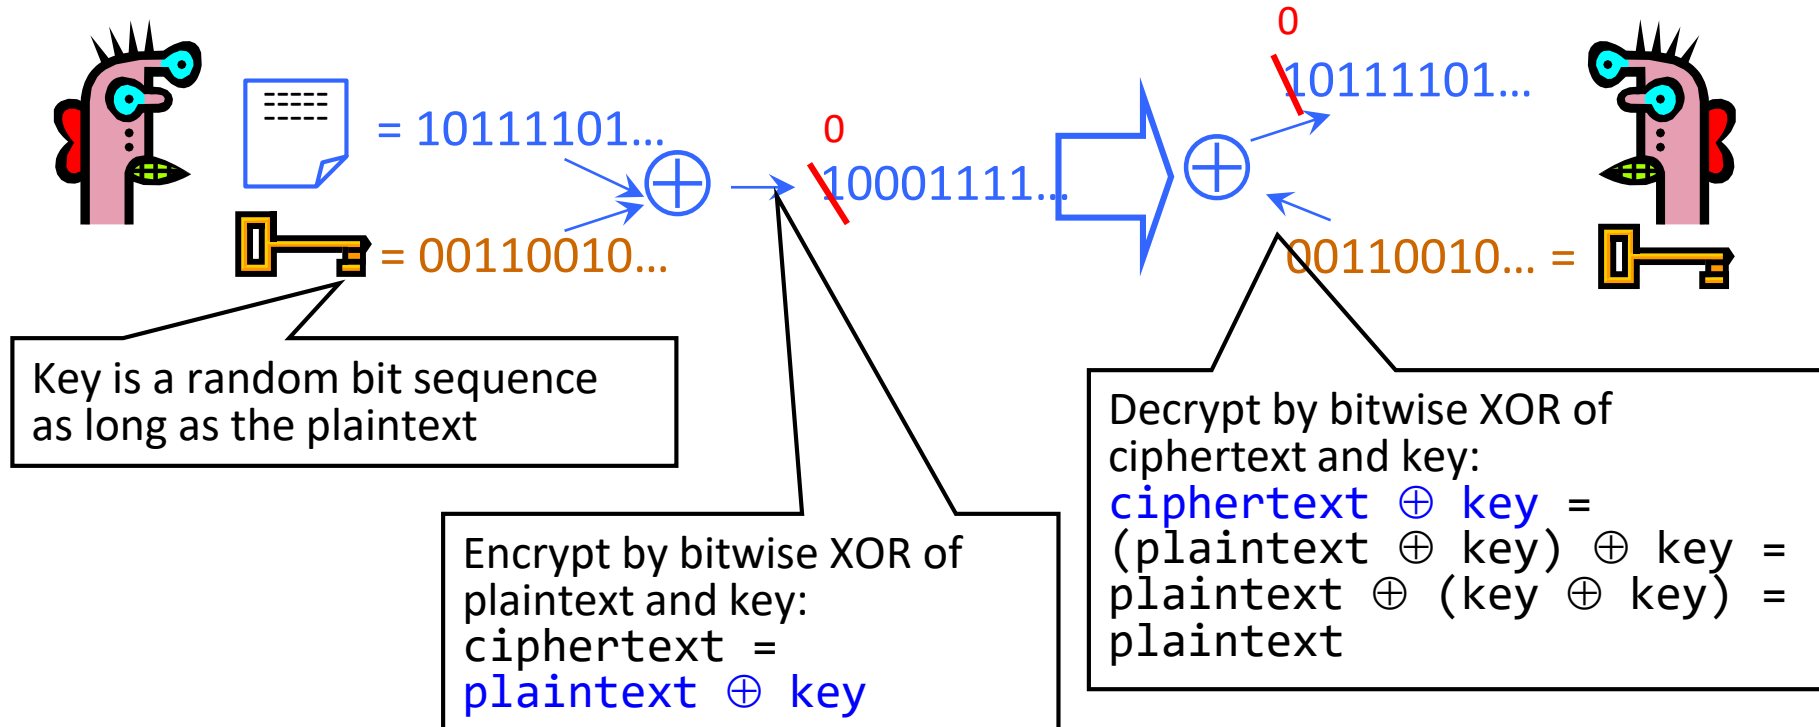 0
10111101...
= 10111101...
0
10001111...
= 00110010...
00110010... =
Key is a random bit sequence
as long as the plaintext
Encrypt by bitwise XOR of
plaintext and key:
ciphertext =
plaintext ⊕ key
Decrypt by bitwise XOR of
ciphertext and key:
ciphertext ⊕ key =
(plaintext ⊕ key) ⊕ key =
plaintext ⊕ (key ⊕ key) =
plaintext